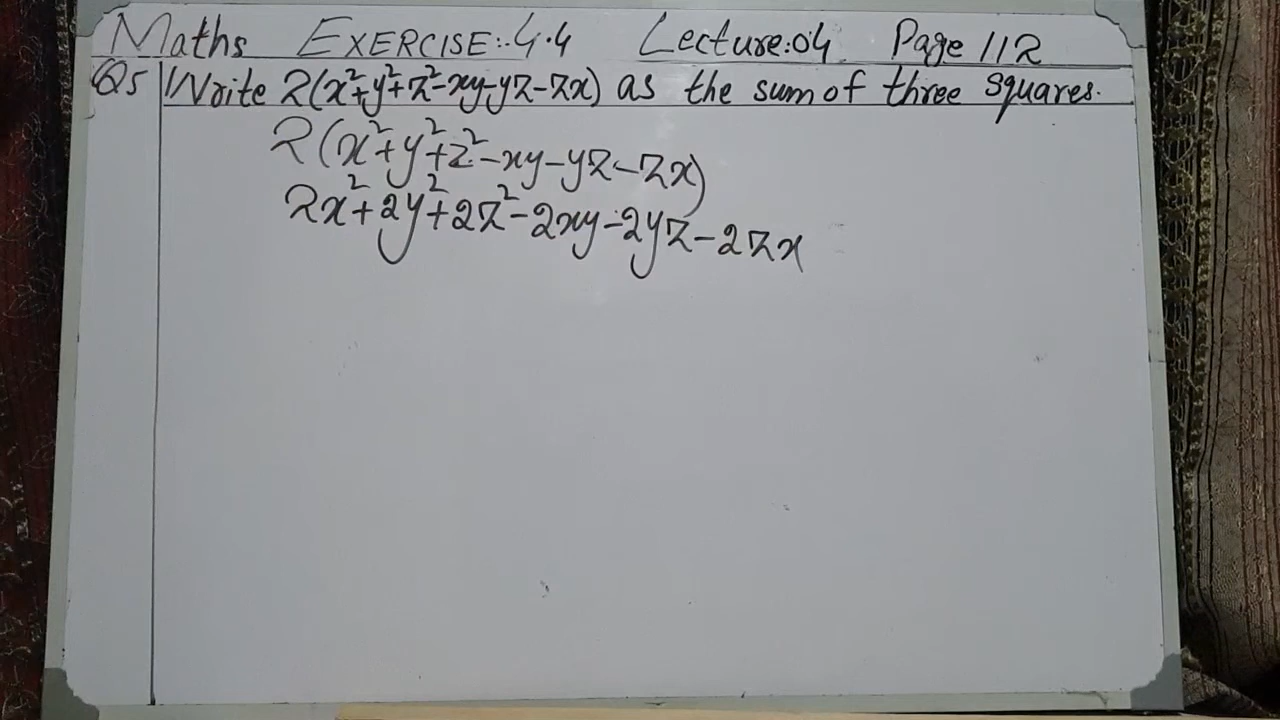 Maths EXERCISE:.4.4 Lecture:04 Page 112
Q5 Write 2(x²+y²+z²-xy-yz-zx) as the sum of three squares.
2(x²+y²+z²-xy-yz-zx)
2x²+2y²+2z²-2xy-2yz-2zx